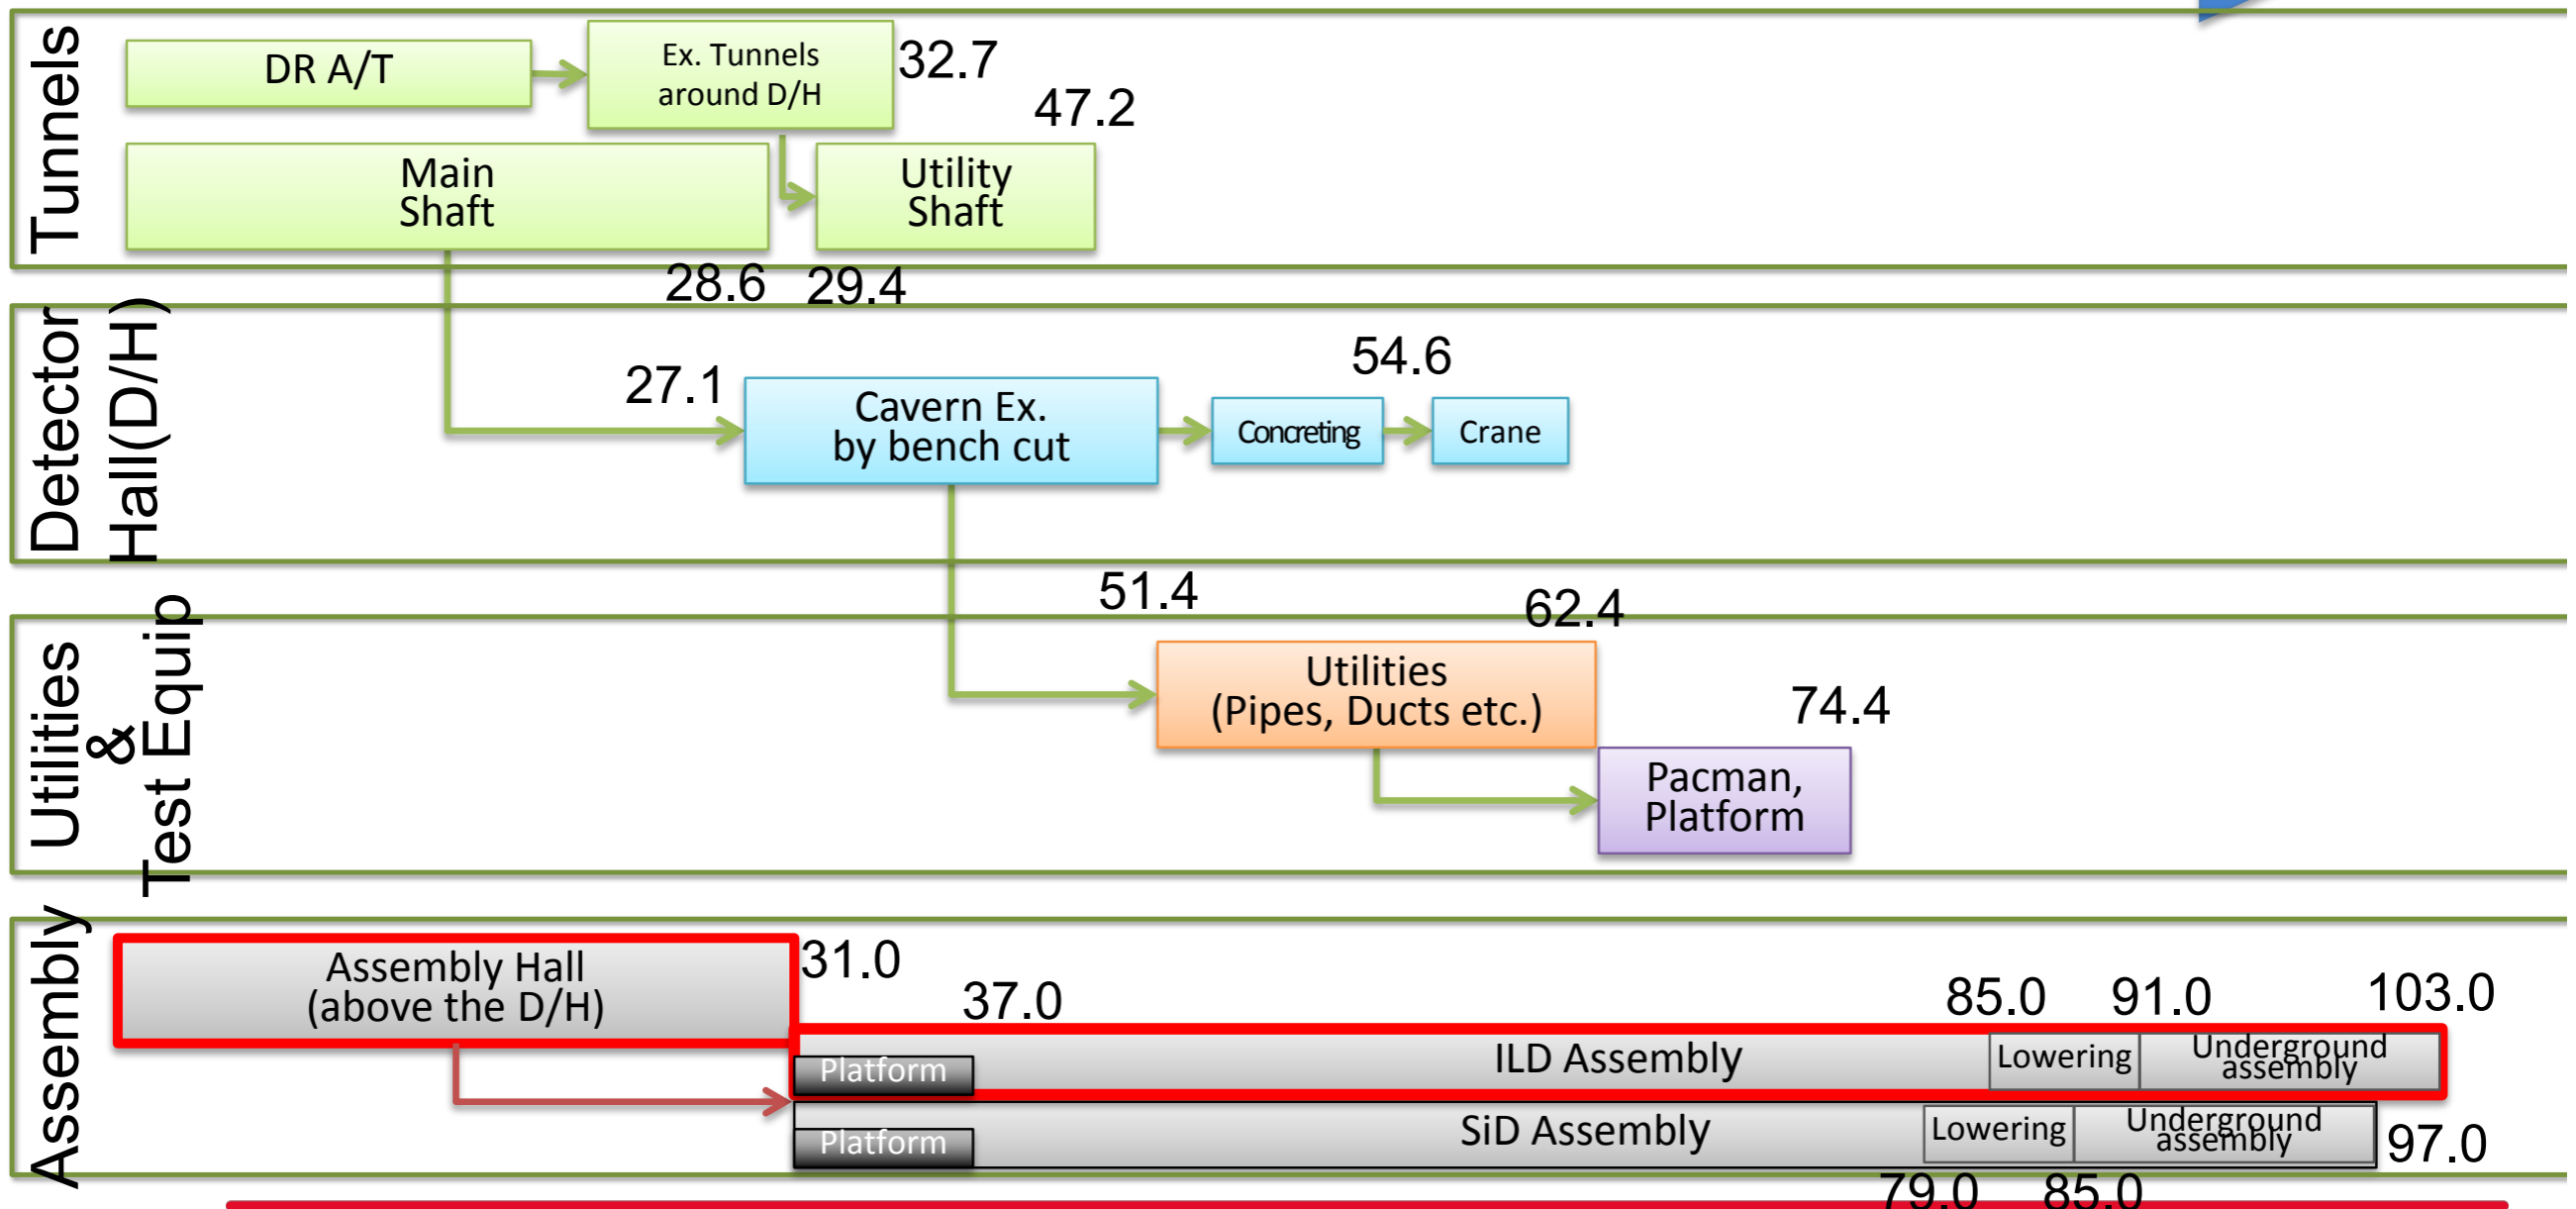 Tunnels
DR A/T
Ex. Tunnels
around D/H
32.7
47.2
Main
Shaft
Utility
Shaft
28.6
29.4
Detector
Hall(D/H)
27.1
Cavern Ex.
by bench cut
54.6
Concreting
Crane
Utilities
&
Test Equip
51.4
62.4
Utilities
(Pipes, Ducts etc.)
74.4
Pacman,
Platform
Assembly
Assembly Hall
(above the D/H)
31.0
37.0
85.0
91.0
103.0
Platform
ILD Assembly
Lowering
Underground
assembly
Platform
SiD Assembly
Lowering
Underground
assembly
97.0
79.0
85.0